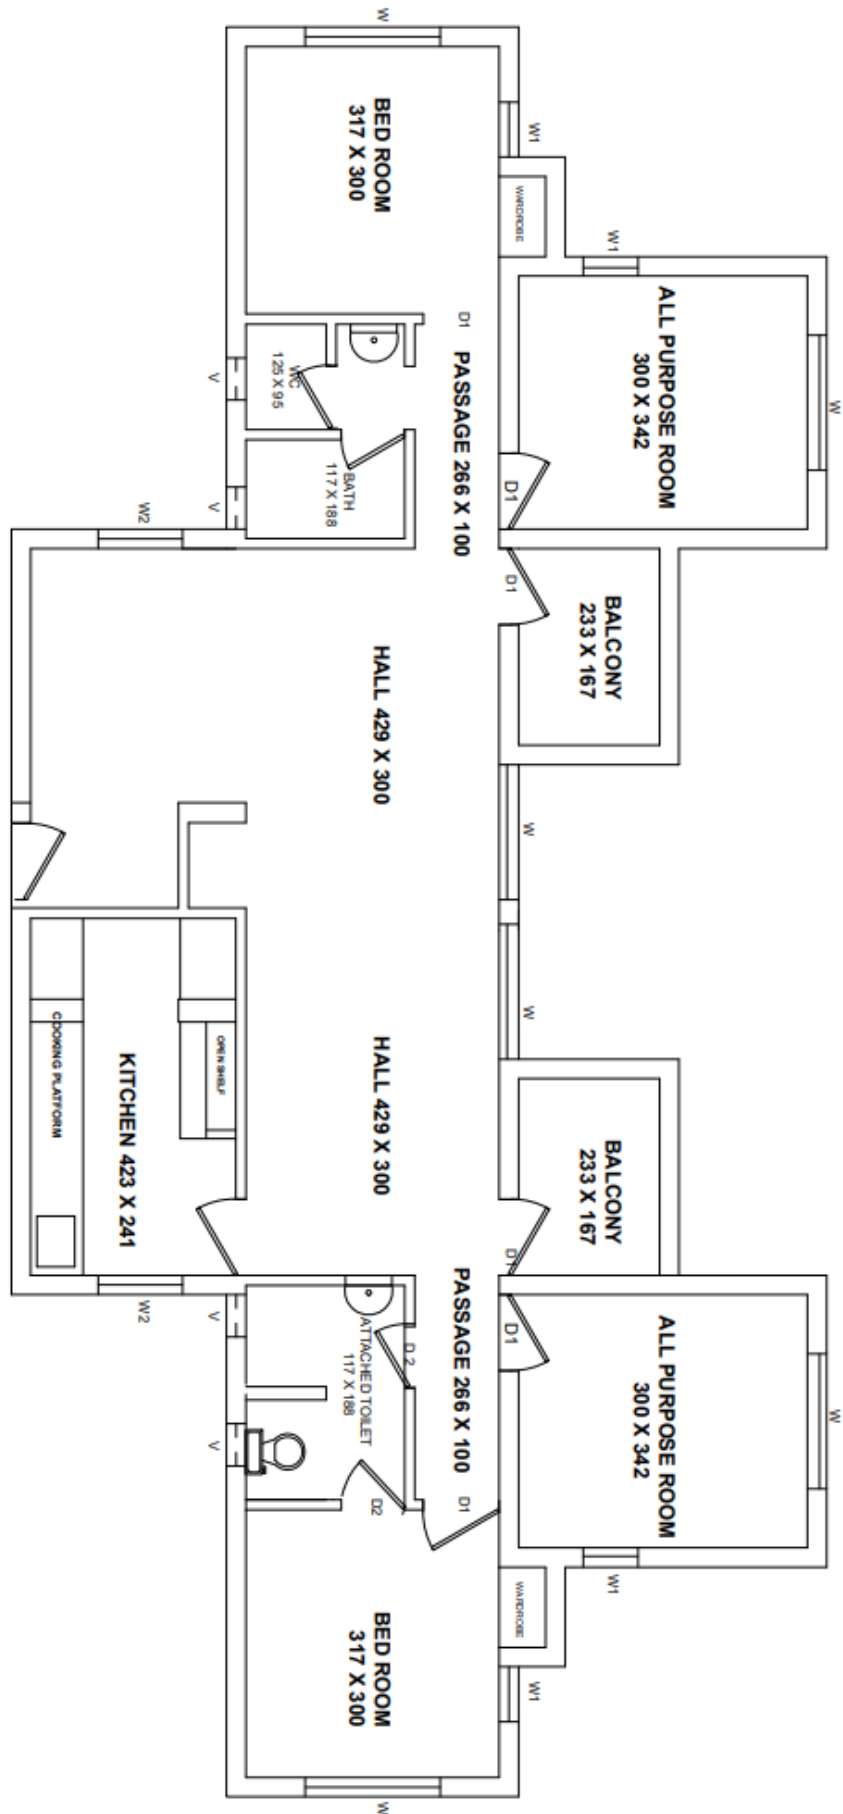 W
BED ROOM
317 X 300
W1
WARDROBE
W1
ALL PURPOSE ROOM
300 X 342
W
D1
D1
PASSAGE 266 X 100
WC
125 X 95
V
BATH
117 X 188
V
W2
D1
BALCONY
233 X 167
HALL 429 X 300
W
W
HALL 429 X 300
OPEN SHELF
KITCHEN 423 X 241
COOKING PLATFORM
W2
BALCONY
233 X 167
D1
D1
PASSAGE 266 X 100
ALL PURPOSE ROOM
300 X 342
W
V
D 2
ATTACHED TOILET
117 X 188
V
D2
D1
W1
WARDROBE
BED ROOM
317 X 300
W1
W